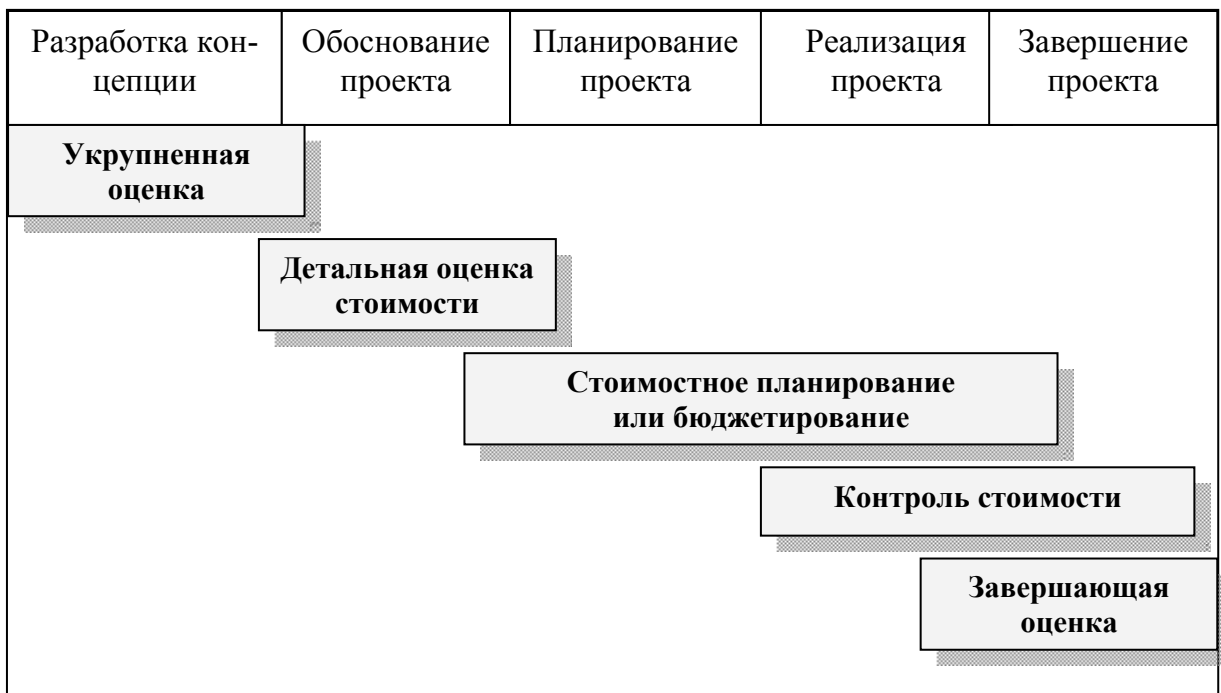 Разработка кон-
цепции
Обоснование
проекта
Планирование
проекта
Реализация
проекта
Завершение
проекта
Укрупненная
оценка
Детальная оценка
стоимости
Стоимостное планирование
или бюджетирование
Контроль стоимости
Завершающая
оценка